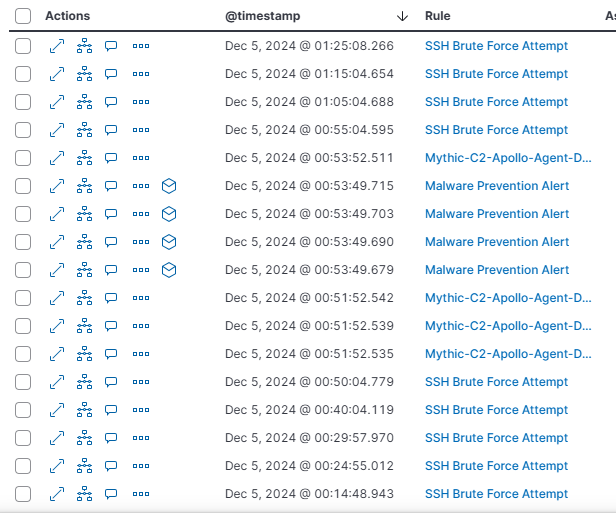 Actions @timestamp Rule As
Dec 5, 2024 @ 01:25:08.266 SSH Brute Force Attempt
Dec 5, 2024 @ 01:15:04.654 SSH Brute Force Attempt
Dec 5, 2024 @ 01:05:04.688 SSH Brute Force Attempt
Dec 5, 2024 @ 00:55:04.595 SSH Brute Force Attempt
Dec 5, 2024 @ 00:53:52.511 Mythic-C2-Apollo-Agent-D...
Dec 5, 2024 @ 00:53:49.715 Malware Prevention Alert
Dec 5, 2024 @ 00:53:49.703 Malware Prevention Alert
Dec 5, 2024 @ 00:53:49.690 Malware Prevention Alert
Dec 5, 2024 @ 00:53:49.679 Malware Prevention Alert
Dec 5, 2024 @ 00:51:52.542 Mythic-C2-Apollo-Agent-D...
Dec 5, 2024 @ 00:51:52.539 Mythic-C2-Apollo-Agent-D...
Dec 5, 2024 @ 00:51:52.535 Mythic-C2-Apollo-Agent-D...
Dec 5, 2024 @ 00:50:04.779 SSH Brute Force Attempt
Dec 5, 2024 @ 00:40:04.119 SSH Brute Force Attempt
Dec 5, 2024 @ 00:29:57.970 SSH Brute Force Attempt
Dec 5, 2024 @ 00:24:55.012 SSH Brute Force Attempt
Dec 5, 2024 @ 00:14:48.943 SSH Brute Force Attempt